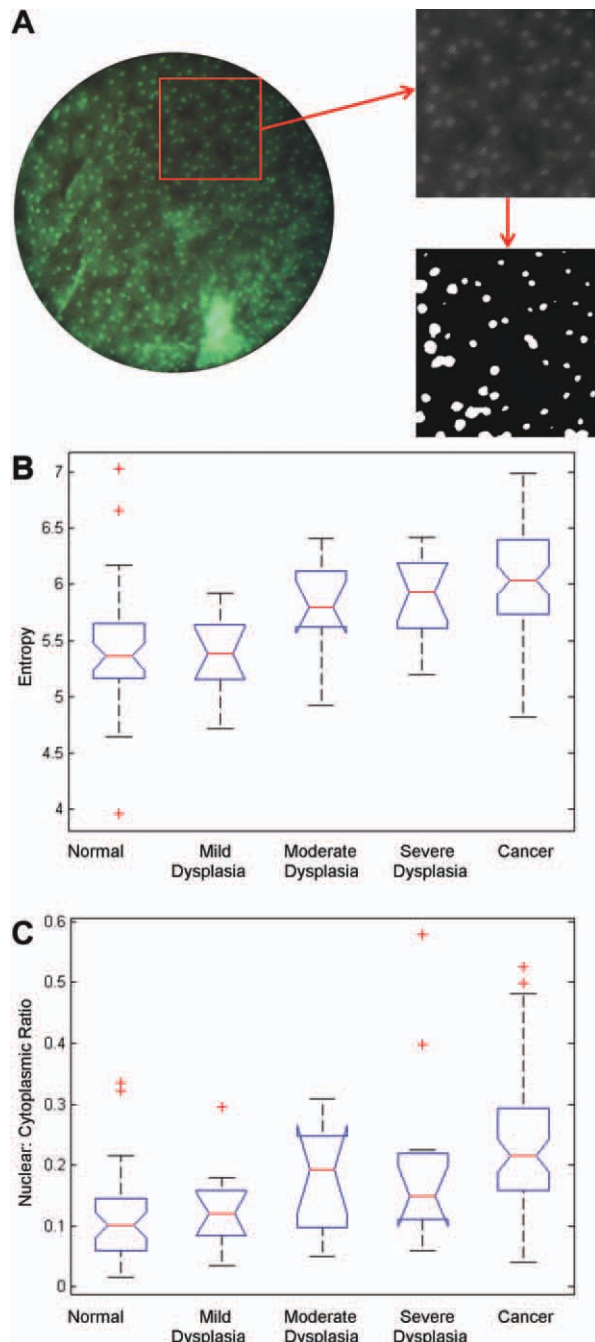 A
B
7
6.5
6
5.5
5
4.5
4
Entropy
Normal
Mild Dysplasia
Moderate Dysplasia
Severe Dysplasia
Cancer
C
0.6
0.5
0.4
0.3
0.2
0.1
0
Nuclear: Cytoplasmic Ratio
Normal
Mild Dysplasia
Moderate Dysplasia
Severe Dysplasia
Cancer